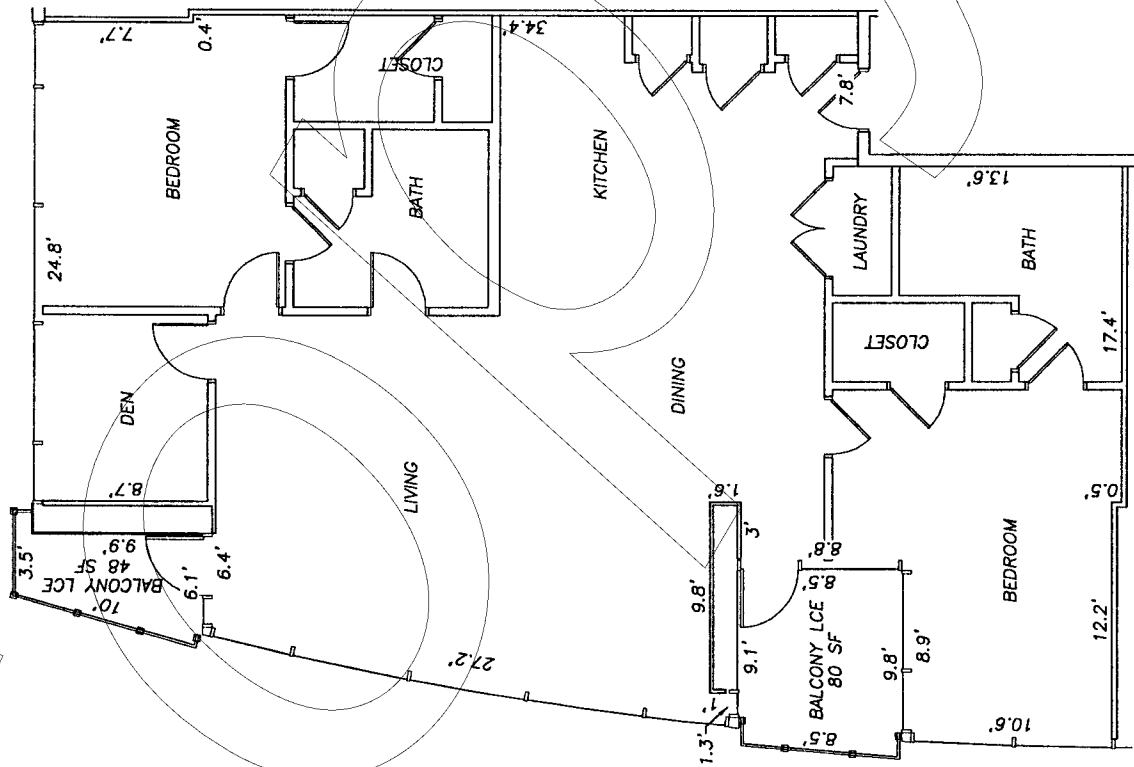 7.7'
0.4'
CLOSET
34.4'
7.8'
BEDROOM
BATH
KITCHEN
LAUNDRY
13.6'
BATH
24.8'
CLOSET
17.4'
DEN
DINING
8.7'
LIVING
1.6'
0.5'
3.5'
9.9'
BALCONY LCE
48 SF
10'
6.1'
6.4'
3'
8.8'
8.5'
BEDROOM
9.8'
9.1'
BALCONY LCE
80 SF
9.8'
8.9'
12.2'
27.2'
1'
1.3'
8.5'
10.6'